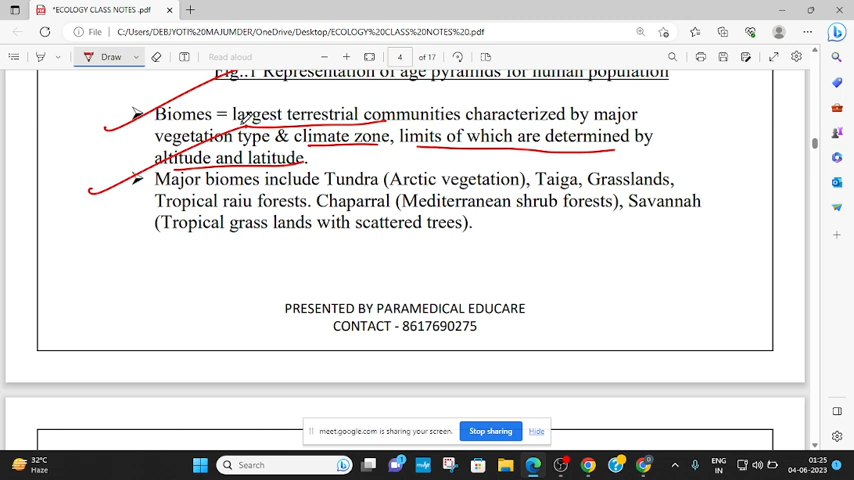 *ECOLOGY CLASS NOTES .pdf
File
C:/Users/DEBJYOTI MAJUMDER/OneDrive/Desktop/ECOLOGY%20CLASS%20NOTES%20.pdf
Draw
Read aloud
4
of 17
Fig.:1 Representation of age pyramids for human population
Biomes = largest terrestrial communities characterized by major
vegetation type & climate zone, limits of which are determined by
altitude and latitude.
Major biomes include Tundra (Arctic vegetation), Taiga, Grasslands,
Tropical raiu forests. Chaparral (Mediterranean shrub forests), Savannah
(Tropical grass lands with scattered trees).
PRESENTED BY PARAMEDICAL EDUCARE
CONTACT - 8617690275
meet.google.com is sharing your screen.
Stop sharing
Hide
32°C
Haze
Search
ENG
IN
01:25
04-06-2023